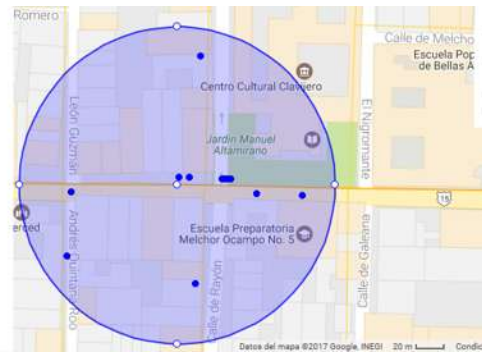 Romero
Calle de Melcho
Escuela Pop
de Bellas A
Centro Cultural Clavijero
León Guzmán
Jardín Manuel
Altamirano
El Nigromante
15
erced
Escuela Preparatoria
Melchor Ocampo No. 5
Andrés Quintana Roo
Calle de Rayón
Calle de Galeana
Datos del mapa ©2017 Google, INEGI 20 m Condic